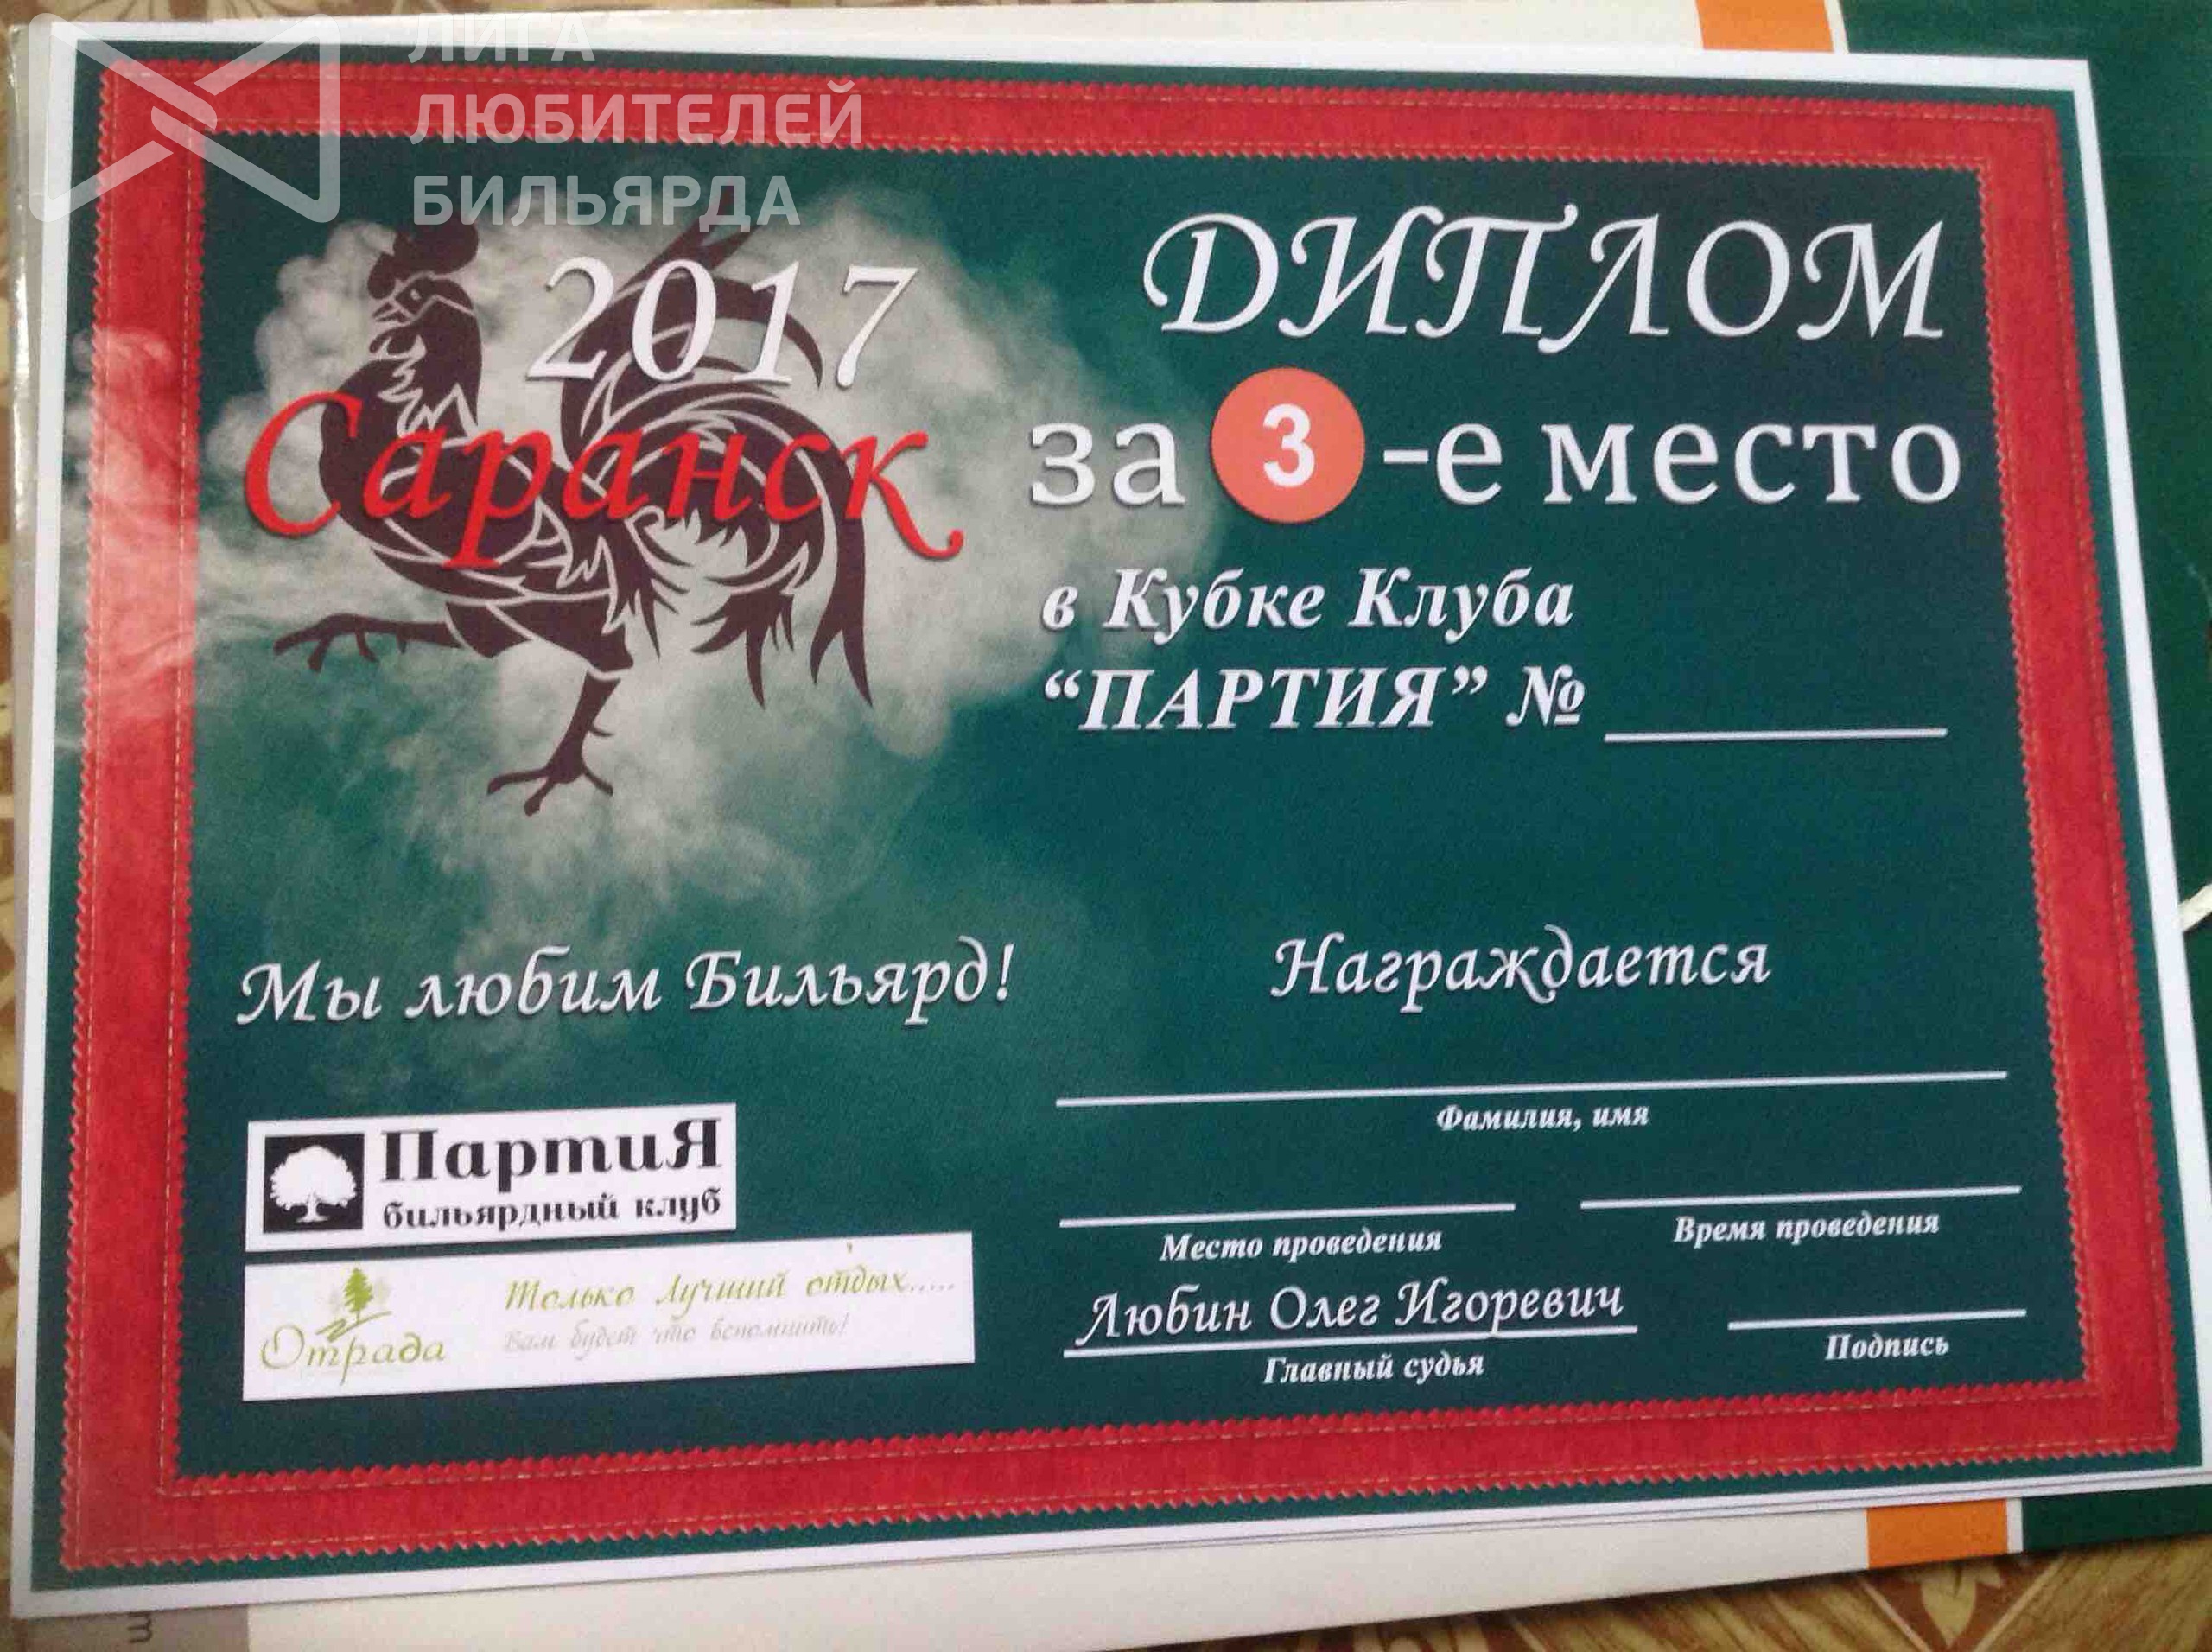 ЛИГА
ЛЮБИТЕЛЕЙ
БИЛЬЯРДА
2017
Саранск
ДИПЛОМ
за 3-е место
в Кубке Клуба
“ПАРТИЯ” №
Мы любим Бильярд!
Награждается
Фамилия, имя
Место проведения
Время проведения
Любин Олег Игоревич
Главный судья
Подпись
ПартиЯ
бильярдный клуб
Отрада
Только лучший отдых.....
Вам будет что вспомнить!
m